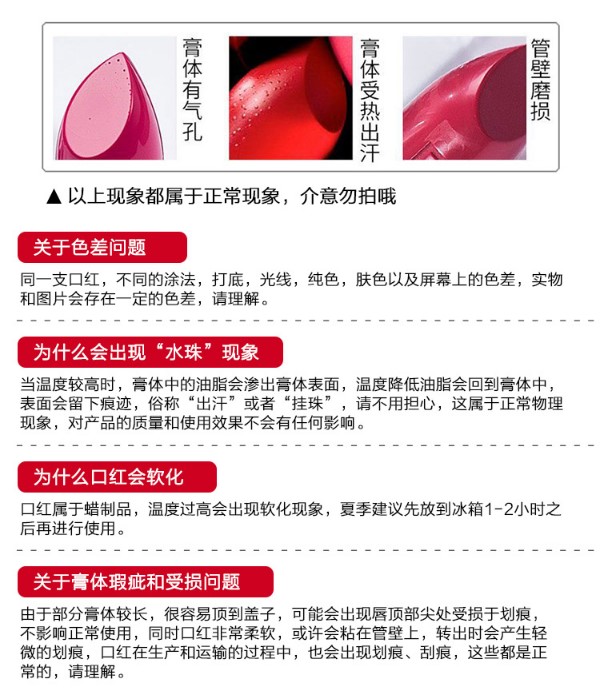 膏体有气孔
膏体受热出汗
管壁磨损
▲以上现象都属于正常现象，介意勿拍哦
关于色差问题
同一支口红，不同的涂法，打底，光线，纯色，肤色以及屏幕上的色差，实物
和图片会存在一定的色差，请理解。
为什么会出现“水珠”现象
当温度较高时，膏体中的油脂会渗出膏体表面，温度降低油脂会回到膏体中，
表面会留下痕迹，俗称“出汗”或者“挂珠”，请不用担心，这属于正常物理
现象，对产品的质量和使用效果不会有任何影响。
为什么口红会软化
口红属于蜡制品，温度过高会出现软化现象，夏季建议先放到冰箱1-2小时之
后再进行使用。
关于膏体瑕疵和受损问题
由于部分膏体较长，很容易顶到盖子，可能会出现唇顶部尖处受损于划痕，
不影响正常使用，同时口红非常柔软，或许会粘在管壁上，转出时会产生轻
微的划痕，口红在生产和运输的过程中，也会出现划痕、刮痕，这些都是正
常的，请理解。